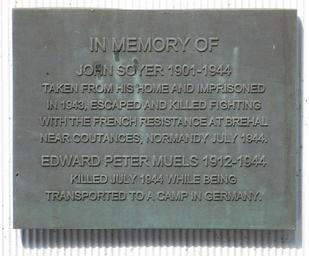 IN MEMORY OF
JOHN SOYER 1901-1944
TAKEN FROM HIS HOME AND IMPRISONED
IN 1943, ESCAPED AND KILLED FIGHTING
WITH THE FRENCH RESISTANCE AT BREHAL
NEAR COUTANCES, NORMANDY JULY 1944.
EDWARD PETER MUELS 1912-1944
KILLED JULY 1944 WHILE BEING
TRANSPORTED TO A CAMP IN GERMANY.